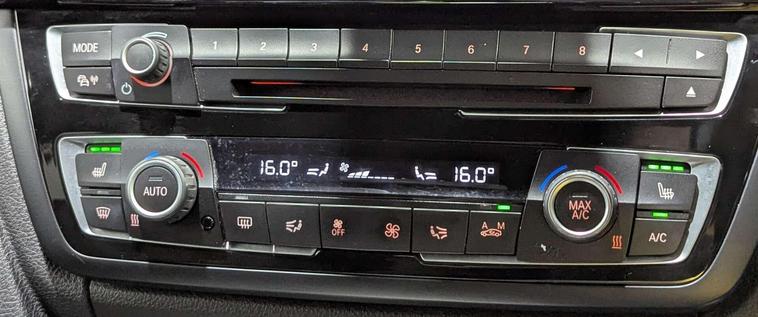 MODE 1 2 3 4 5 6 7 8
16.0° 16.0°
AUTO
MAX
A/C
OFF
A M
A/C